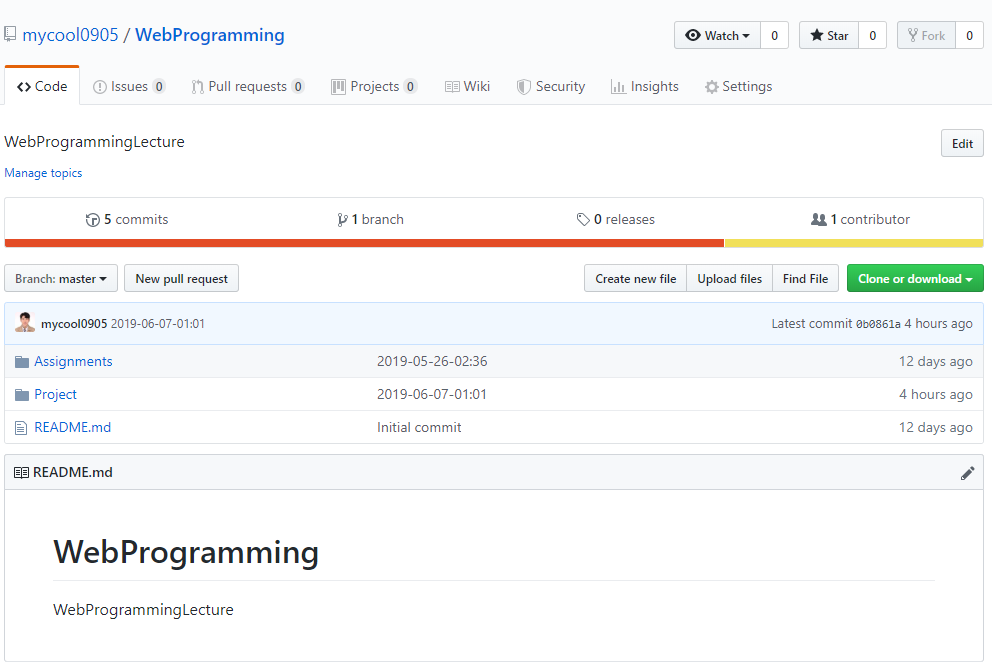 mycool0905 / WebProgramming
Watch 0 Star 0 Fork 0
Code Issues 0 Pull requests 0 Projects 0 Wiki Security Insights Settings
WebProgrammingLecture Edit
Manage topics
5 commits 1 branch 0 releases 1 contributor
Branch: master New pull request Create new file Upload files Find File Clone or download
mycool0905 2019-06-07-01:01 Latest commit 0b0861a 4 hours ago
Assignments 2019-05-26-02:36 12 days ago
Project 2019-06-07-01:01 4 hours ago
README.md Initial commit 12 days ago
README.md
WebProgramming
WebProgrammingLecture